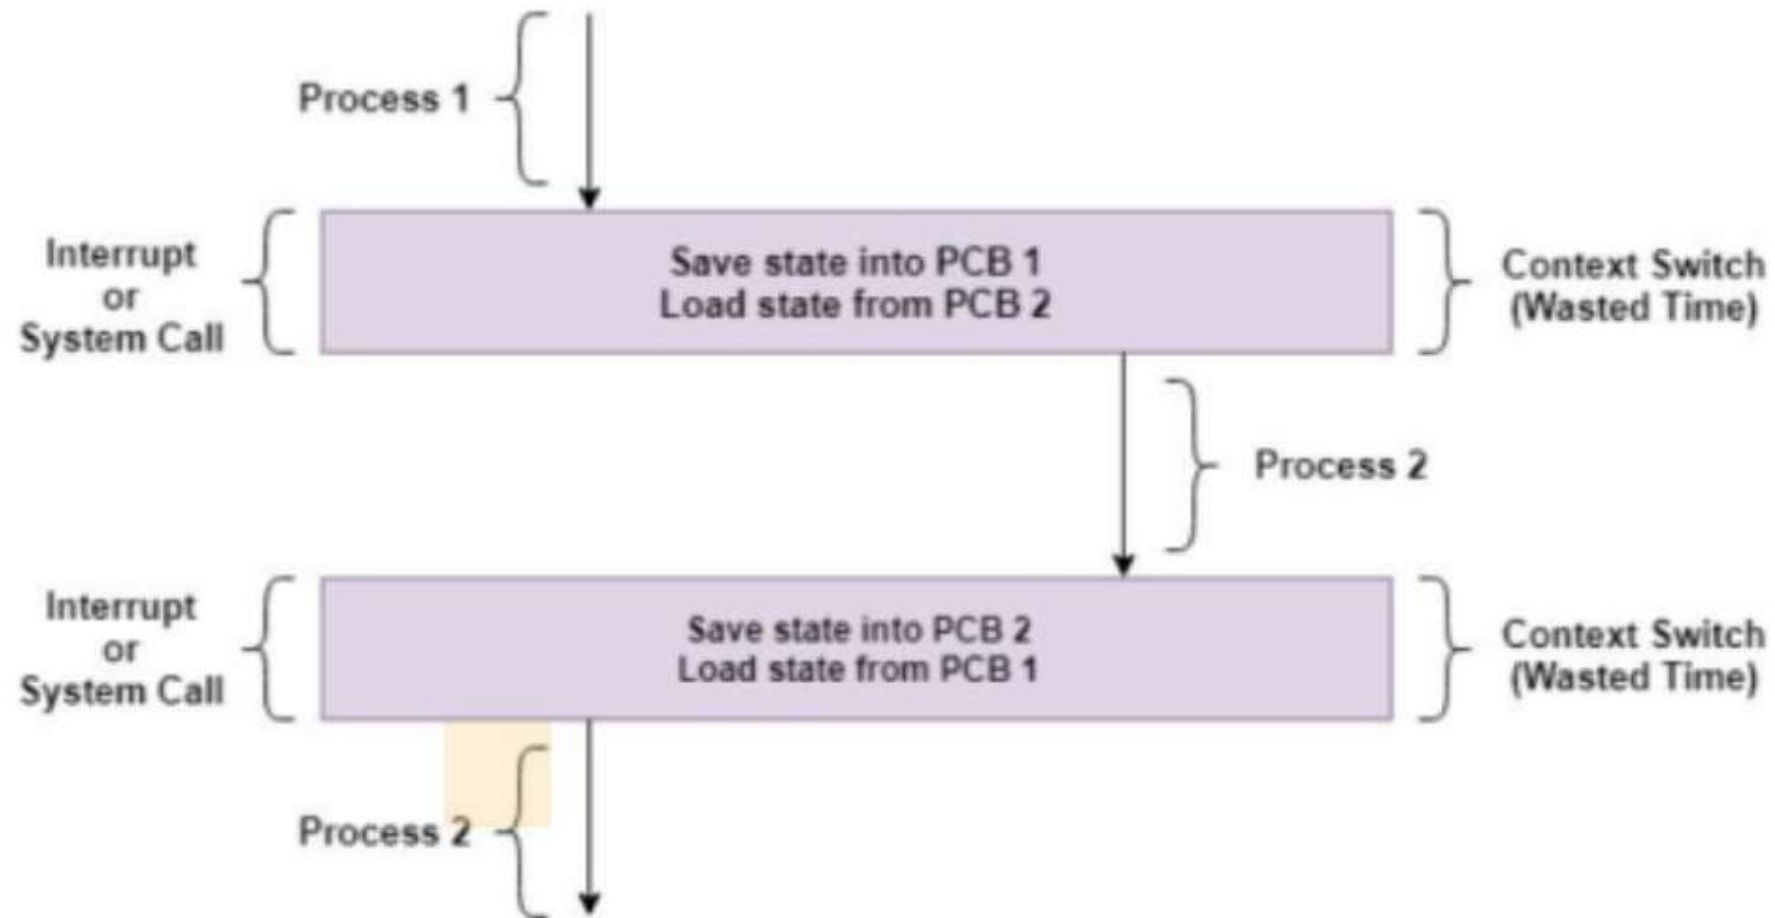 Process 1
Interrupt
or
System Call
Save state into PCB 1
Load state from PCB 2
Context Switch
(Wasted Time)
Process 2
Interrupt
or
System Call
Save state into PCB 2
Load state from PCB 1
Context Switch
(Wasted Time)
Process 2